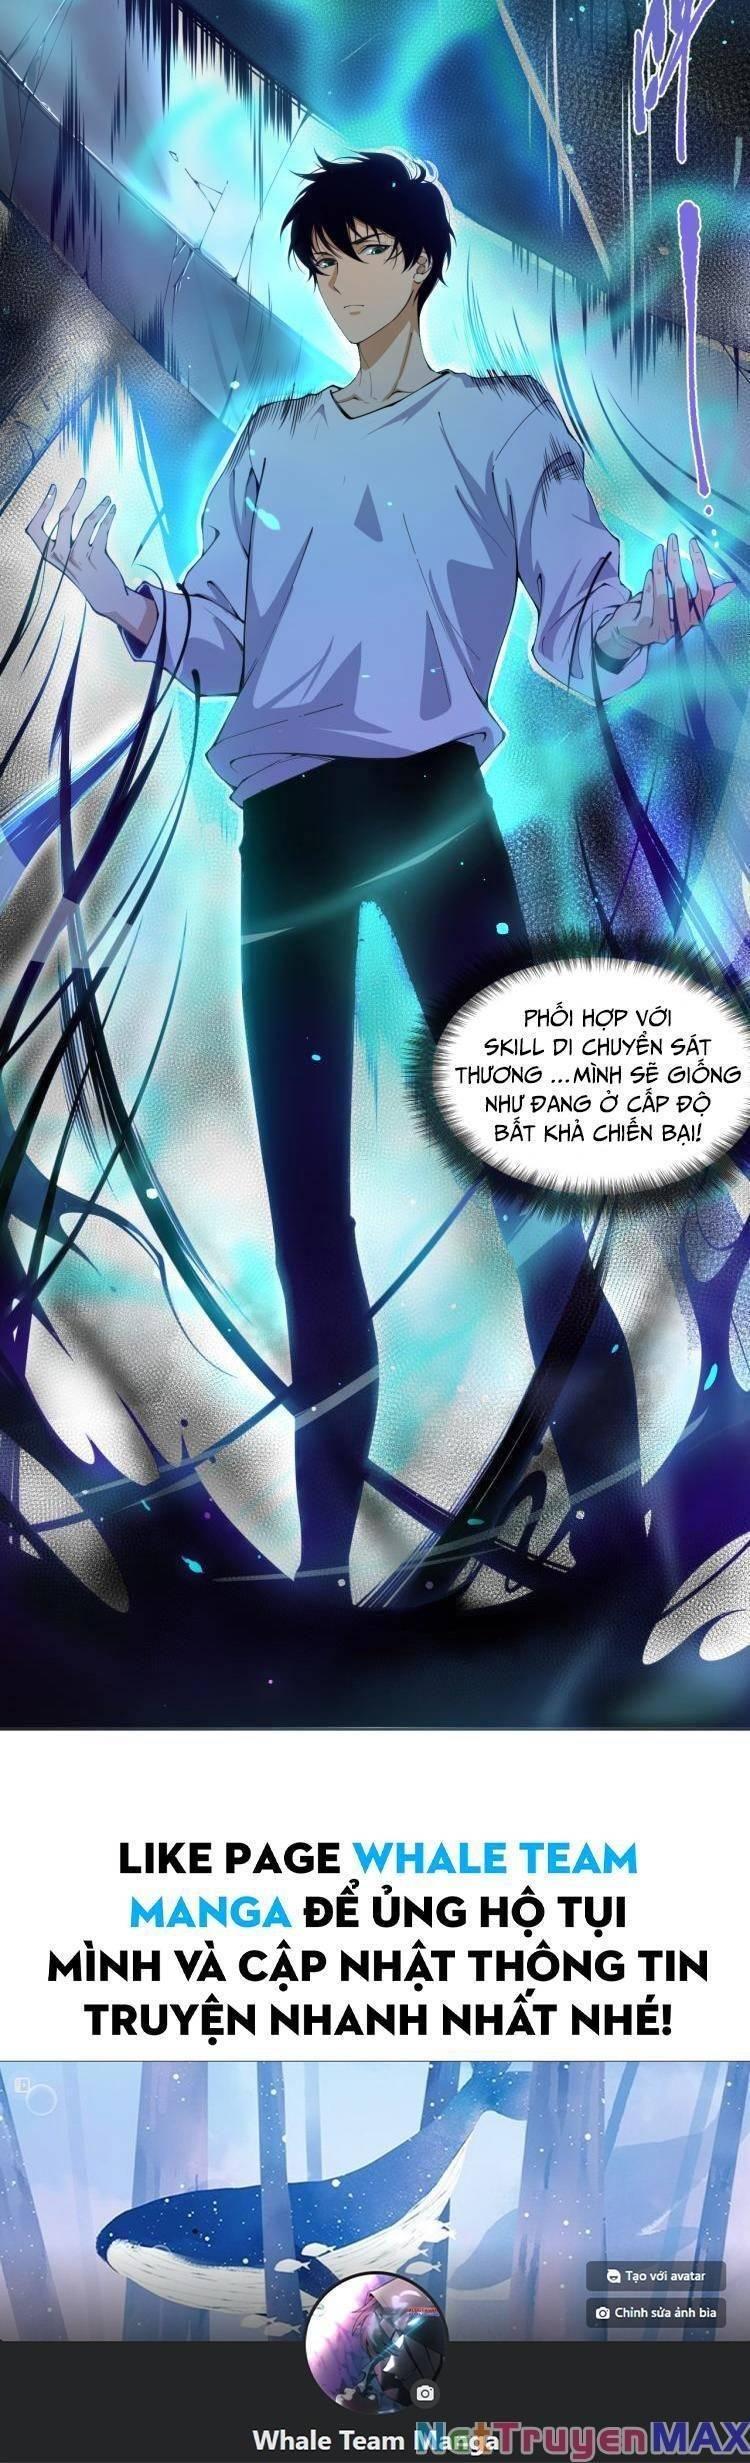 PHỐI HỢP VỚI
SKILL DI CHUYỂN SÁT
THƯƠNG ...MÌNH SẼ GIỐNG
NHƯ ĐANG Ở CẤP ĐỘ
BẤT KHẢ CHIẾN BẠI!
LIKE PAGE WHALE TEAM
MANGA ĐỂ ỦNG HỘ TỤI
MÌNH VÀ CẬP NHẬT THÔNG TIN
TRUYỆN NHANH NHẤT NHÉ!
Tạo với avatar
Chỉnh sửa ảnh bìa
Whale Team Manga
NetTruyenMAX